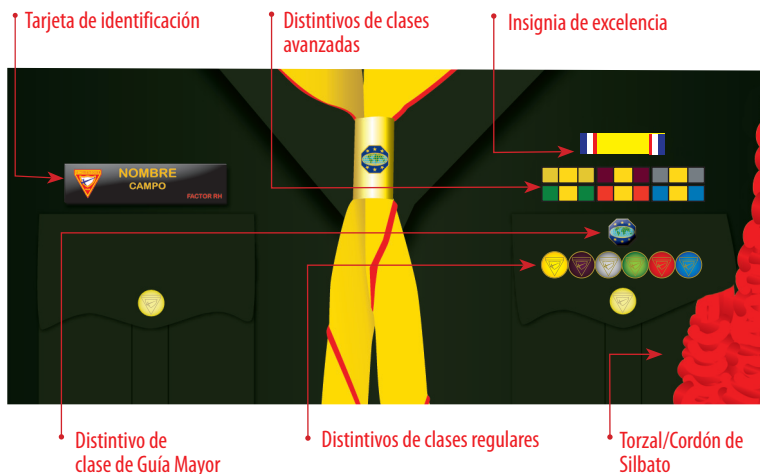 Tarjeta de identificación
Distintivos de clases
avanzadas
Insignia de excelencia
NOMBRE
CAMPO
FACTOR RH
Distintivo de
clase de Guía Mayor
Distintivos de clases regulares
Torzal/Cordón de
Silbato